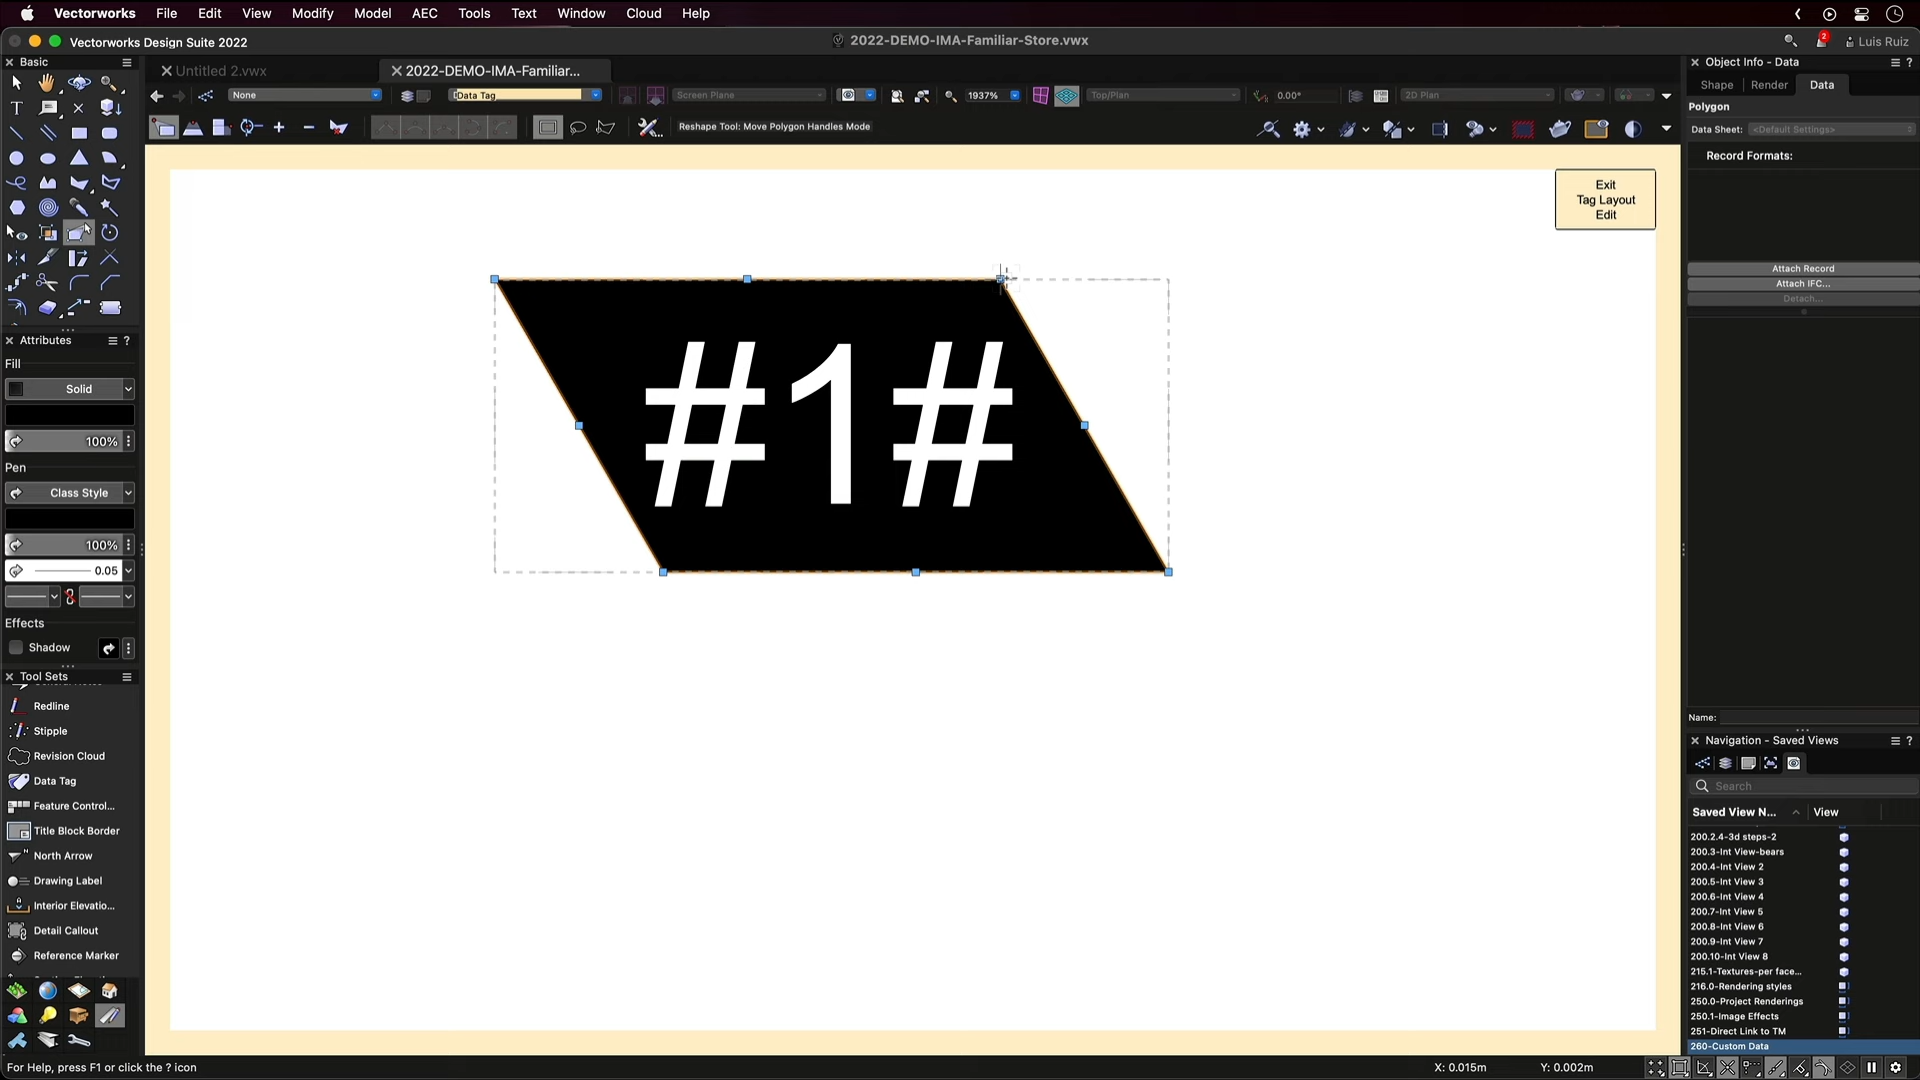 Vectorworks File Edit View Modify Model AEC Tools Text Window Cloud Help
Vectorworks Design Suite 2022
2022-DEMO-IMA-Familiar-Store.vwx
2
Luis Ruiz
Basic
Untitled 2.vwx
2022-DEMO-IMA-Familiar...
Object Info - Data
Shape Render Data
None
Data Tag
Screen Plane
1937%
Top/Plan
0.00°
2D Plan
Polygon
Reshape Tool: Move Polygon Handles Mode
Data Sheet: <Default Settings>
Record Formats:
Exit
Tag Layout
Edit
Attach Record
Attach IFC...
Detach...
#1#
Attributes
Fill
Solid
100%
Pen
Class Style
100%
0.05
Effects
Shadow
Tool Sets
Redline
Stipple
Revision Cloud
Data Tag
Feature Control...
Title Block Border
North Arrow
Drawing Label
Interior Elevatio...
Detail Callout
Reference Marker
Name:
Navigation - Saved Views
Search
Saved View N... View
200.2.4-3d steps-2
200.3-Int View-bears
200.4-Int View 2
200.5-Int View 3
200.6-Int View 4
200.7-Int View 5
200.8-Int View 6
200.9-Int View 7
200.10-Int View 8
215.1-Textures-per face...
216.0-Rendering styles
250.0-Project Renderings
250.1-Image Effects
251-Direct Link to TM
260-Custom Data
For Help, press F1 or click the ? icon
X: 0.015m
Y: 0.002m